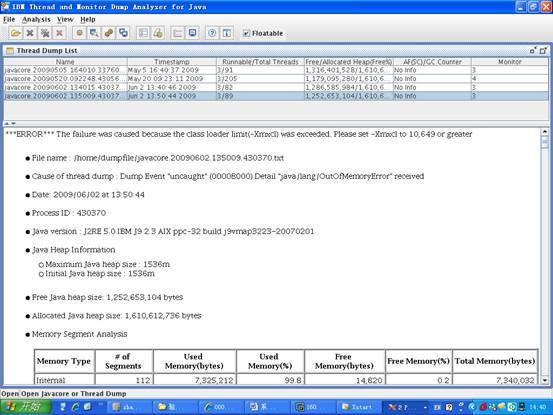 IBM Thread and Monitor Dump Analyzer for Java
File Analysis View Help
Floatable
Thread Dump List
Name Timestamp Runnable/Total Threads Free/Allocated Heap(Free%) AF(SC)/GC Counter Monitor
javacore.20090505.164010.33760... May 5 16:40:37 2009 3/91 1,316,401,528/1,610,6... No Info 3
javacore.20090520.092248.43056... May 20 09:23:11 2009 3/205 1,179,095,280/1,610,6... No Info 4
javacore.20090602.134015.43037... Jun 2 13:40:46 2009 3/82 1,286,585,984/1,610,6... No Info 3
javacore.20090602.135009.43037... Jun 2 13:50:44 2009 3/89 1,252,653,104/1,610,6... No Info 3
***ERROR*** The failure was caused because the class loader limit(-Xmxcl) was exceeded. Please set -Xmxcl to 10,649 or greater
File name : /home/dumpfile/javacore.20090602.135009.430370.txt
Cause of thread dump : Dump Event "uncaught" (00008000) Detail "java/lang/OutOfMemoryError" received
Date: 2009/06/02 at 13:50:44
Process ID : 430370
Java version : J2RE 5.0 IBM J9 2.3 AIX ppc-32 build j9vmap3223-20070201
Java Heap Information
Maximum Java heap size : 1536m
Initial Java heap size : 1536m
Free Java heap size: 1,252,653,104 bytes
Allocated Java heap size: 1,610,612,736 bytes
Memory Segment Analysis
Memory Type # of Segments Used Memory(bytes) Used Memory(%) Free Memory(bytes) Free Memory(%) Total Memory(bytes)
Internal 112 7,325,212 99.8 14,820 0.2 7,340,032
Open Open Javacore or Thread Dump
开始 Xstart 14:40